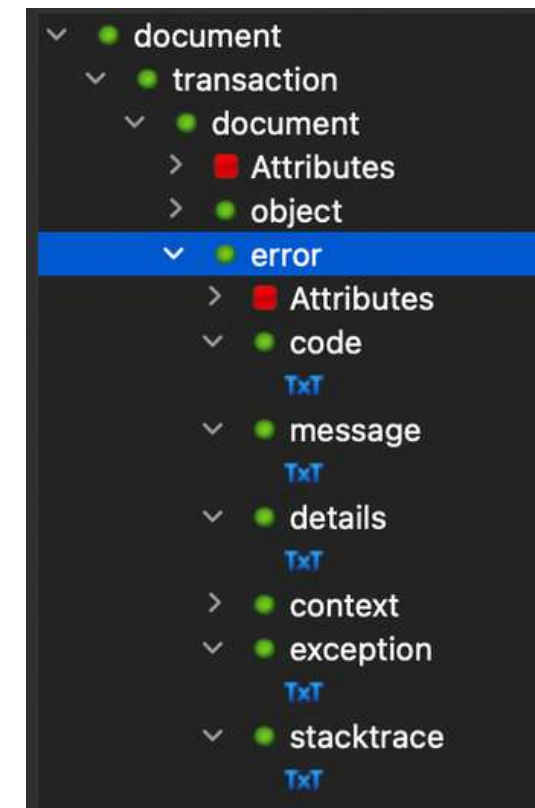 document
transaction
document
Attributes
object
error
Attributes
code
TxT
message
TxT
details
TxT
context
exception
TxT
stacktrace
TxT